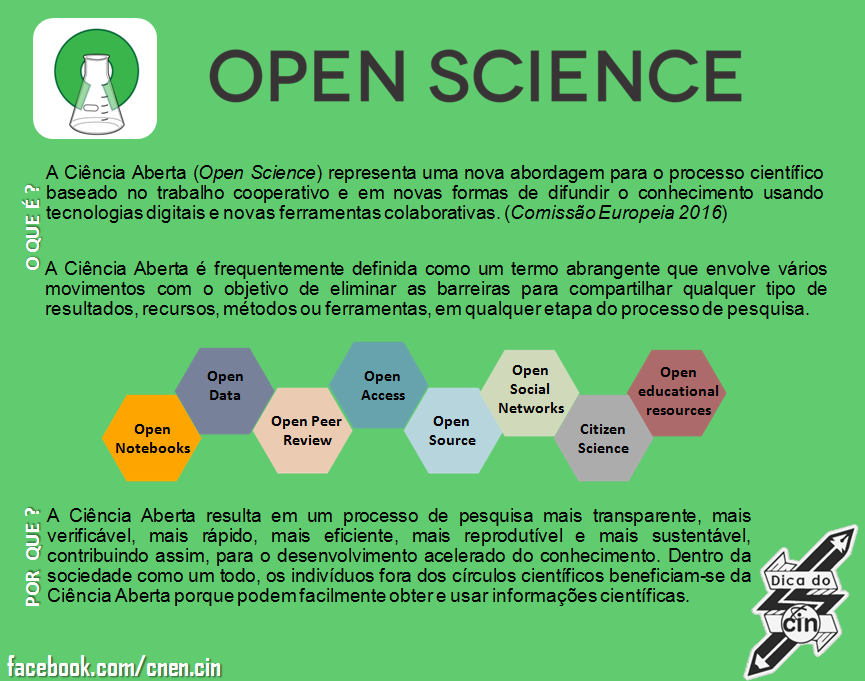 OPEN SCIENCE
O QUE É ?
A Ciência Aberta (Open Science) representa uma nova abordagem para o processo científico
baseado no trabalho cooperativo e em novas formas de difundir o conhecimento usando
tecnologias digitais e novas ferramentas colaborativas. (Comissão Europeia 2016)
A Ciência Aberta é frequentemente definida como um termo abrangente que envolve vários
movimentos com o objetivo de eliminar as barreiras para compartilhar qualquer tipo de
resultados, recursos, métodos ou ferramentas, em qualquer etapa do processo de pesquisa.
Open
Notebooks
Open
Data
Open Peer
Review
Open
Access
Open
Source
Open
Social
Networks
Citizen
Science
Open
educational
resources
POR QUE ?
A Ciência Aberta resulta em um processo de pesquisa mais transparente, mais
verificável, mais rápido, mais eficiente, mais reprodutível e mais sustentável,
contribuindo assim, para o desenvolvimento acelerado do conhecimento. Dentro da
sociedade como um todo, os indivíduos fora dos círculos científicos beneficiam-se da
Ciência Aberta porque podem facilmente obter e usar informações científicas.
Dica do
cin
facebook.com/cnen.cin